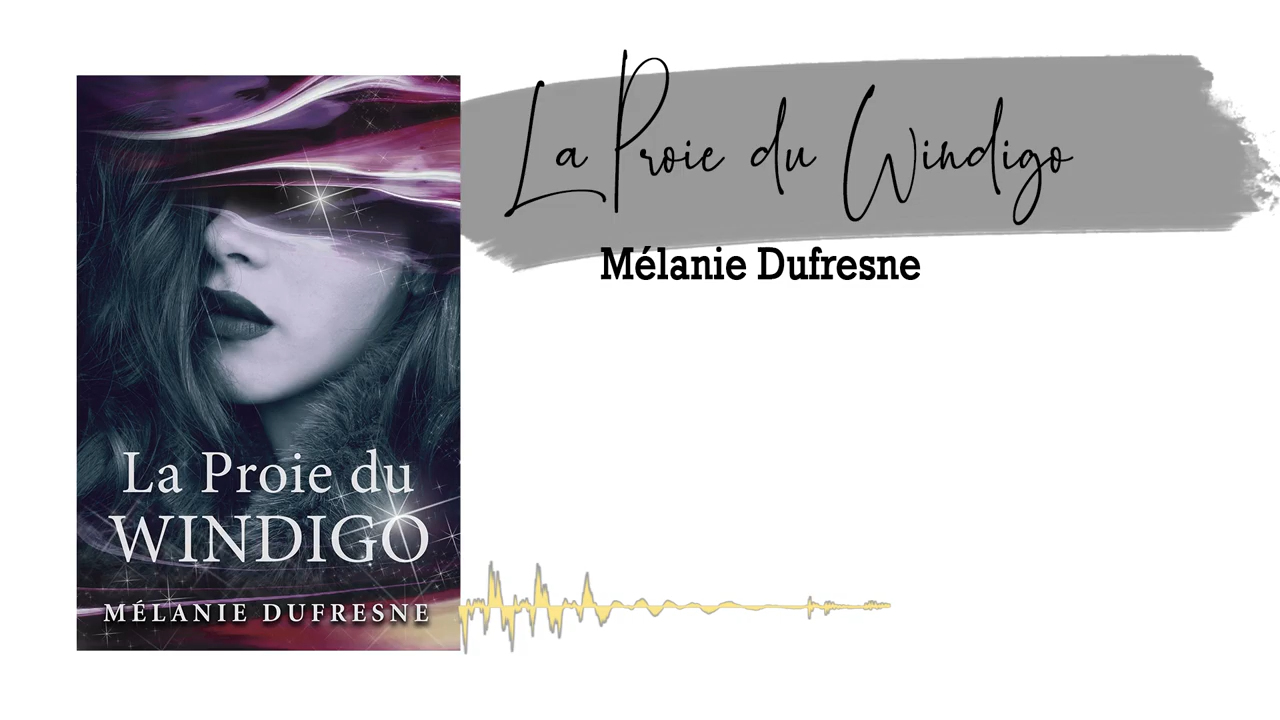 La Proie du Windigo
Mélanie Dufresne
La Proie du
WINDIGO
MÉLANIE DUFRESNE